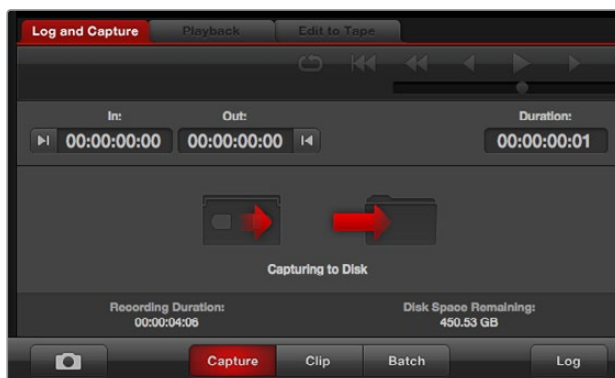 Log and Capture Playback Edit to Tape
In: Out: Duration:
00:00:00:00 00:00:00:00 00:00:00:01
Capturing to Disk
Recording Duration: Disk Space Remaining:
00:00:04:06 450.53 GB
Capture Clip Batch Log